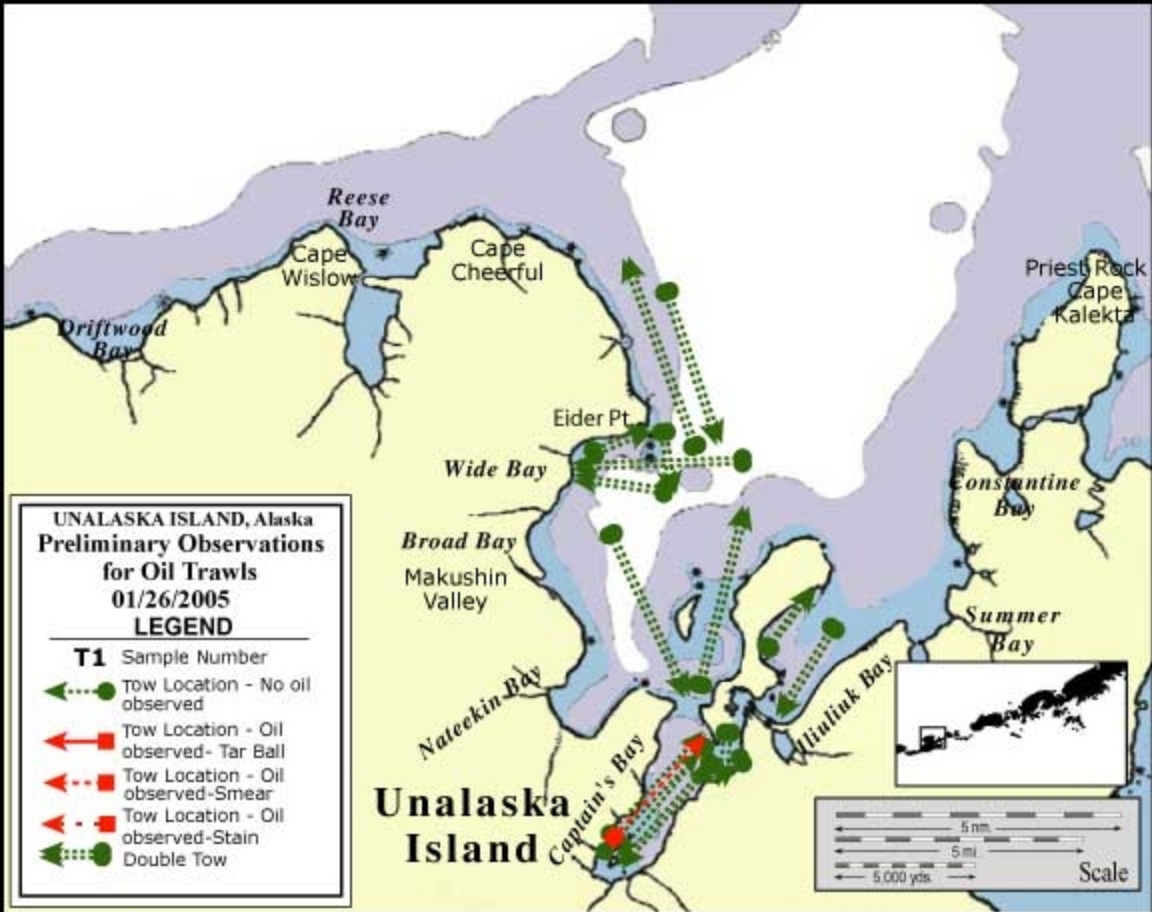 Reese
Bay
Cape
Wislow
Cape
Cheerful
Driftwood
Bay
Priest Rock
Cape
Kalekta
Eider Pt.
Wide Bay
Constantine
Bay
Broad Bay
Makushin
Valley
Summer
Bay
Nateekin Bay
Iliuliuk Bay
Captain's Bay
Unalaska
Island
UNALASKA ISLAND, Alaska
Preliminary Observations
for Oil Trawls
01/26/2005
LEGEND
T1 Sample Number
Tow Location - No oil
observed
Tow Location - Oil
observed- Tar Ball
Tow Location - Oil
observed-Smear
Tow Location - Oil
observed-Stain
Double Tow
5 nm.
5 mi.
5,000 yds.
Scale